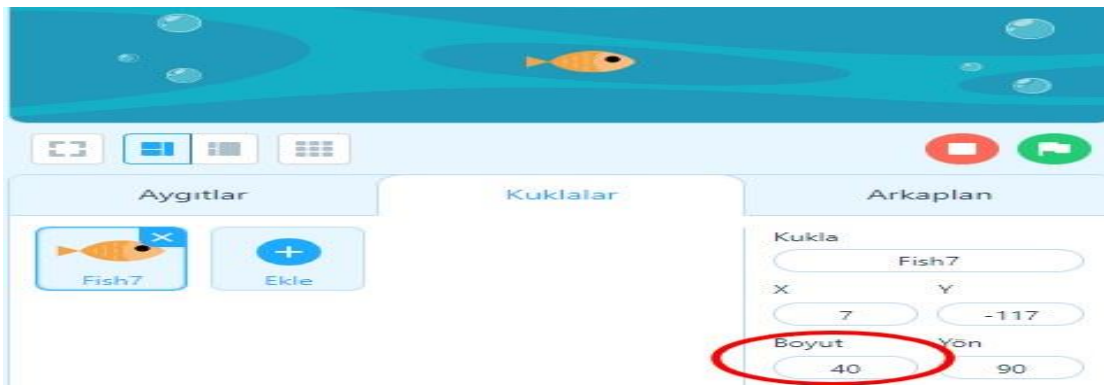 Aygıtlar
Kuklalar
Arkaplan
Fish7
Ekle
Kukla
Fish7
X Y
7 -117
Boyut Yön
40 90